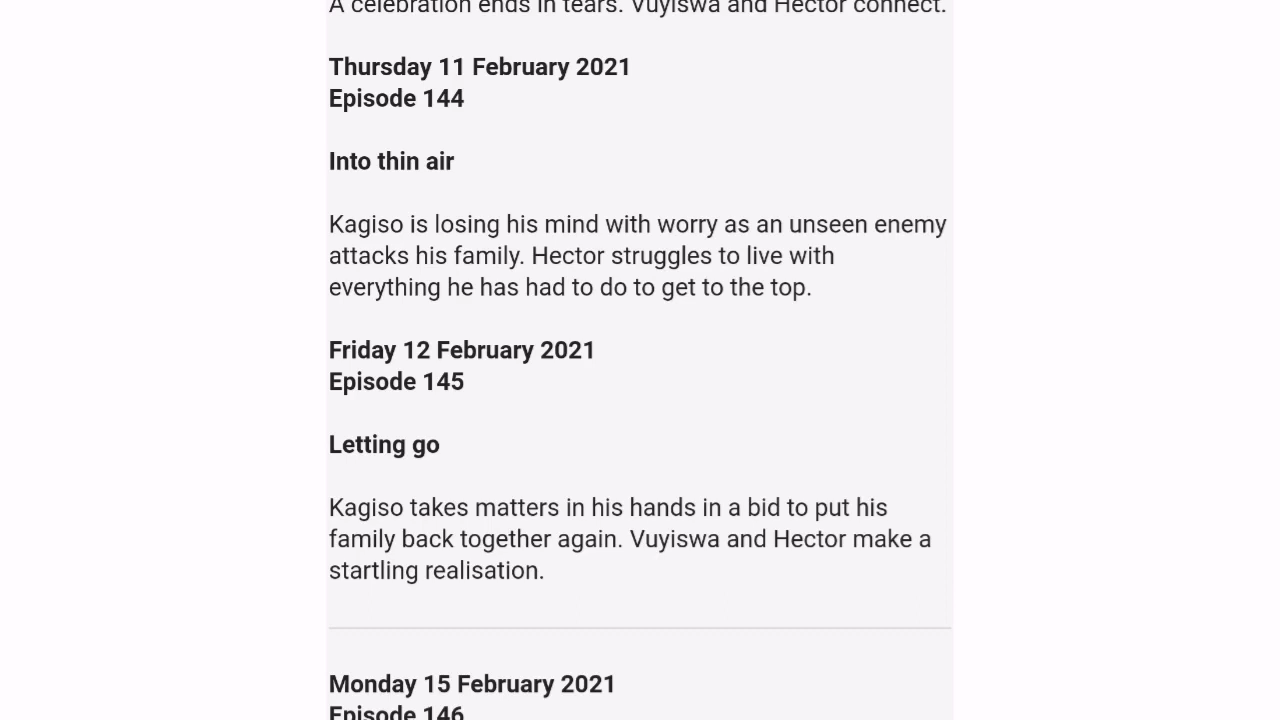 A celebration ends in tears. Vuyiswa and Hector connect.
Thursday 11 February 2021
Episode 144
Into thin air
Kagiso is losing his mind with worry as an unseen enemy
attacks his family. Hector struggles to live with
everything he has had to do to get to the top.
Friday 12 February 2021
Episode 145
Letting go
Kagiso takes matters in his hands in a bid to put his
family back together again. Vuyiswa and Hector make a
startling realisation.
Monday 15 February 2021
Episode 146